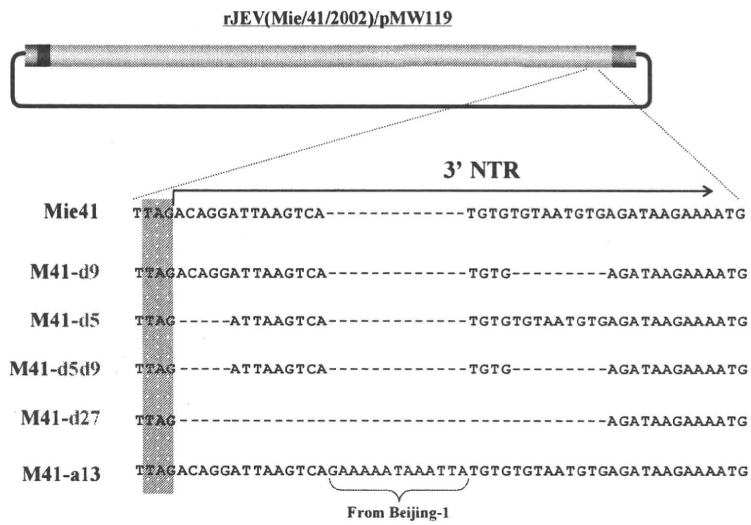 rJEV(Mie/41/2002)/pMW119
3' NTR
Mie41 TTAGACAGGATTAAGTCA-------------TGTGTGTAATGTGAGATAAGAAAATG
M41-d9 TTAGACAGGATTAAGTCA-------------TGTG---------AGATAAGAAAATG
M41-d5 TTAG-----ATTAAGTCA-------------TGTGTGTAATGTGAGATAAGAAAATG
M41-d5d9 TTAG-----ATTAAGTCA-------------TGTG---------AGATAAGAAAATG
M41-d27 TTAG----------------------------------------AGATAAGAAAATG
M41-a13 TTAGACAGGATTAAGTCAGAAAAATAAATTATGTGTGTAATGTGAGATAAGAAAATG
From Beijing-1